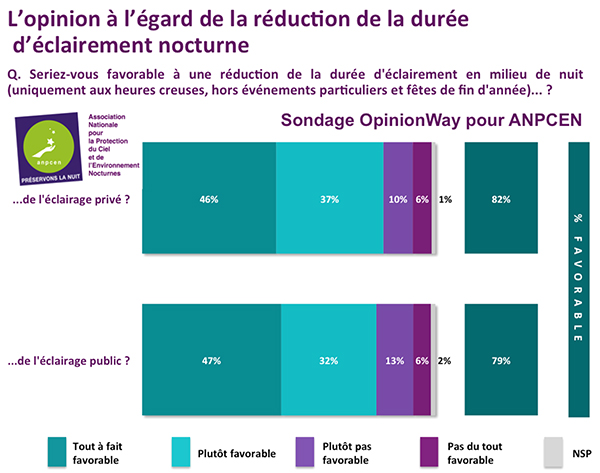 L’opinion à l’égard de la réduction de la durée
d’éclairement nocturne
Q. Seriez-vous favorable à une réduction de la durée d'éclairement en milieu de nuit
(uniquement aux heures creuses, hors événements particuliers et fêtes de fin d'année)... ?
anpcen
PRÉSERVONS LA NUIT
Association
Nationale
pour
la Protection
du Ciel
et de
l'Environnement
Nocturnes
Sondage OpinionWay pour ANPCEN
...de l'éclairage privé ?
46%
37%
10%
6%
1%
82%
...de l'éclairage public ?
47%
32%
13%
6%
2%
79%
% FAVORABLE
Tout à fait
favorable
Plutôt favorable
Plutôt pas
favorable
Pas du tout
favorable
NSP